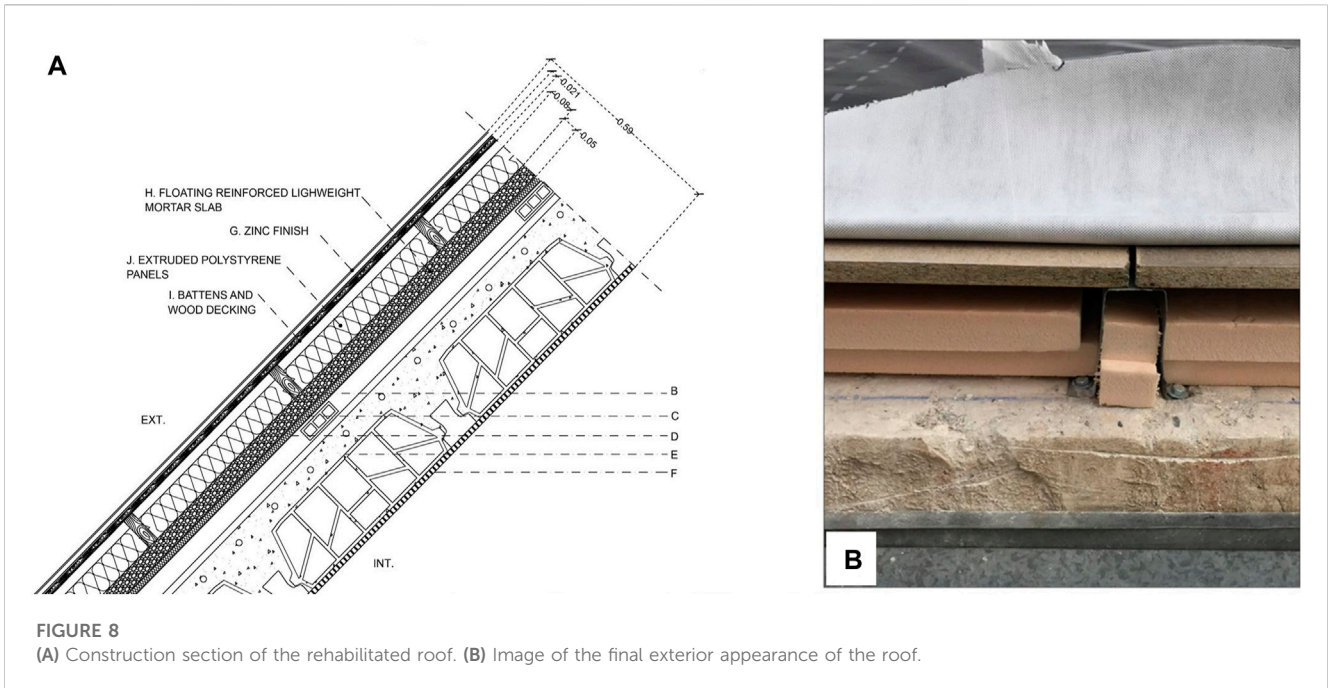 A
0.021
0.08
0.59
0.05
H. FLOATING REINFORCED LIGHWEIGHT
MORTAR SLAB
G. ZINC FINISH
J. EXTRUDED POLYSTYRENE
PANELS
I. BATTENS AND
WOOD DECKING
EXT.
B
C
D
E
F
INT.
B
FIGURE 8
(A) Construction section of the rehabilitated roof. (B) Image of the final exterior appearance of the roof.